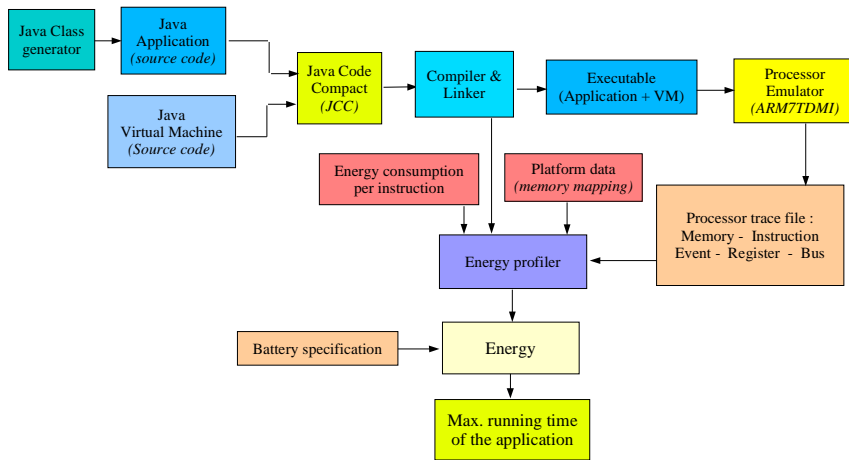 Java Class
generator
Java
Application
(source code)
Java Code
Compact
(JCC)
Compiler &
Linker
Executable
(Application + VM)
Processor
Emulator
(ARM7TDMI)
Java
Virtual Machine
(Source code)
Energy consumption
per instruction
Platform data
(memory mapping)
Processor trace file :
Memory - Instruction
Event - Register - Bus
Energy profiler
Battery specification
Energy
Max. running time
of the application